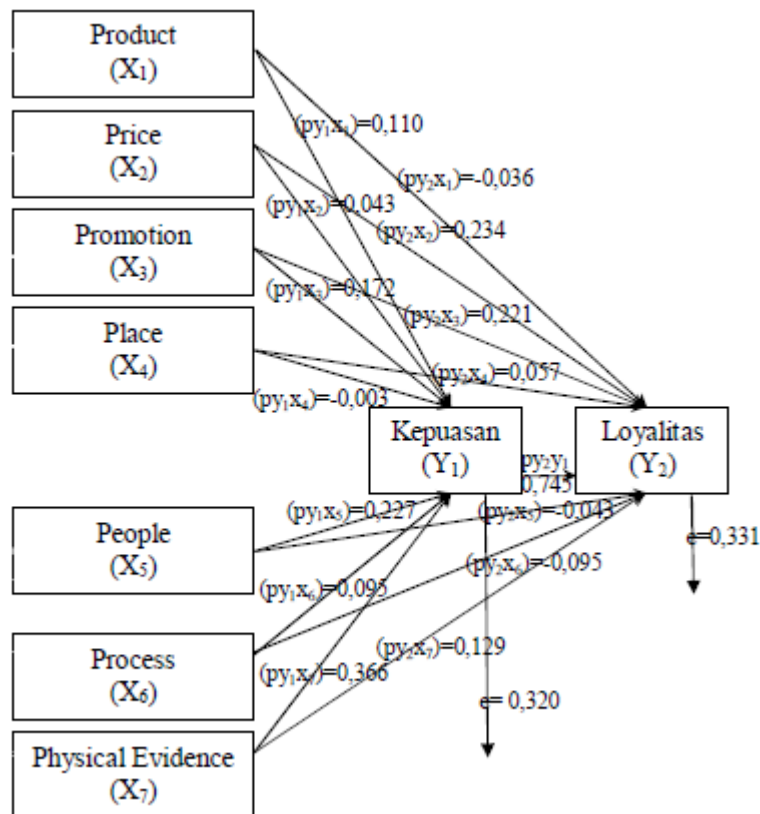 Product
(X₁)
Price
(X₂)
Promotion
(X₃)
Place
(X₄)
(py₁x₁)=0,110
(py₂x₁)=-0,036
(py₁x₂)=0,043
(py₂x₂)=0,234
(py₁x₃)=0,172
(py₂x₃)=0,221
(py₂x₄)=0,057
(py₁x₄)=-0,003
Kepuasan
(Y₁)
py₂y₁
0,745
Loyalitas
(Y₂)
People
(X₅)
(py₁x₅)=0,227
(py₂x₅)=-0,043
e=0,331
(py₂x₆)=-0,095
(py₁x₆)=0,095
Process
(X₆)
(py₂x₇)=0,129
(py₁x₇)=0,366
e= 0,320
Physical Evidence
(X₇)